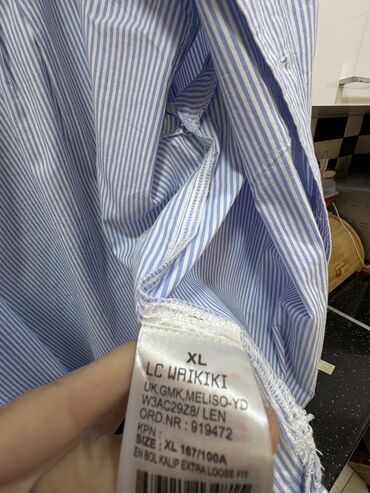 XL
LC WAIKIKI
UK.GMK,MELISO-YD
W3AC29Z8/ LEN
ORD.NR : 919472
KPN :
SIZE : XL 167/100A
EN BOL KALIP EXTRA LOOSE FIT